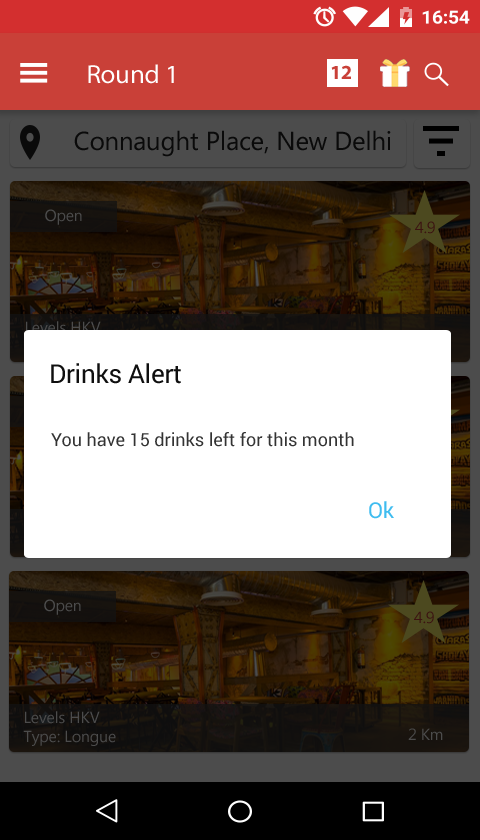 16:54
Round 1
12
Connaught Place, New Delhi
Open
4.9
Levels HKV
Drinks Alert
You have 15 drinks left for this month
Ok
Open
4.9
Levels HKV
Type: Longue
2 Km